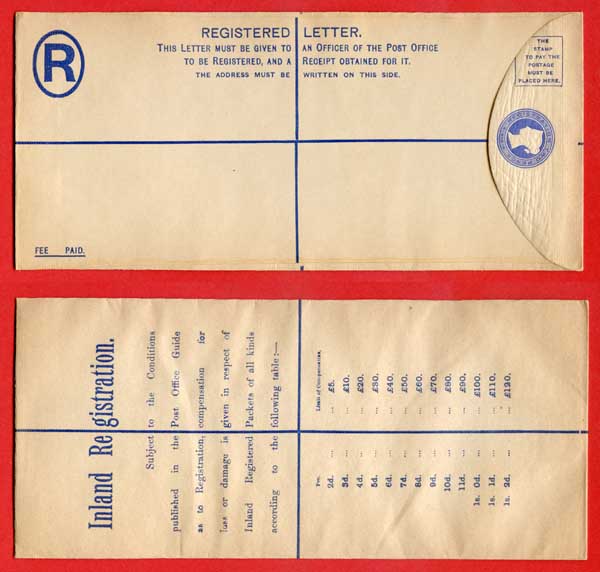 R
REGISTERED LETTER.
THIS LETTER MUST BE GIVEN TO AN OFFICER OF THE POST OFFICE
TO BE REGISTERED, AND A RECEIPT OBTAINED FOR IT.
THE ADDRESS MUST BE WRITTEN ON THIS SIDE.
THE
STAMP
TO PAY THE
POSTAGE
MUST BE
PLACED HERE.
FEE PAID.
Inland Registration.
Subject to the Conditions
published in the Post Office Guide
as to Registration, compensation for
loss or damage is given in respect of
Inland Registered Packets of all kinds
according to the following table:—
Fee. Limit of Compensation.
2d. ... ... £5.
3d. ... ... £10.
4d. ... ... £20.
5d. ... ... £30.
6d. ... ... £40.
7d. ... ... £50.
8d. ... ... £60.
9d. ... ... £70.
10d. ... ... £80.
11d. ... ... £90.
1s. 0d. ... ... £100.
1s. 1d. ... ... £110.
1s. 2d. ... ... £120.